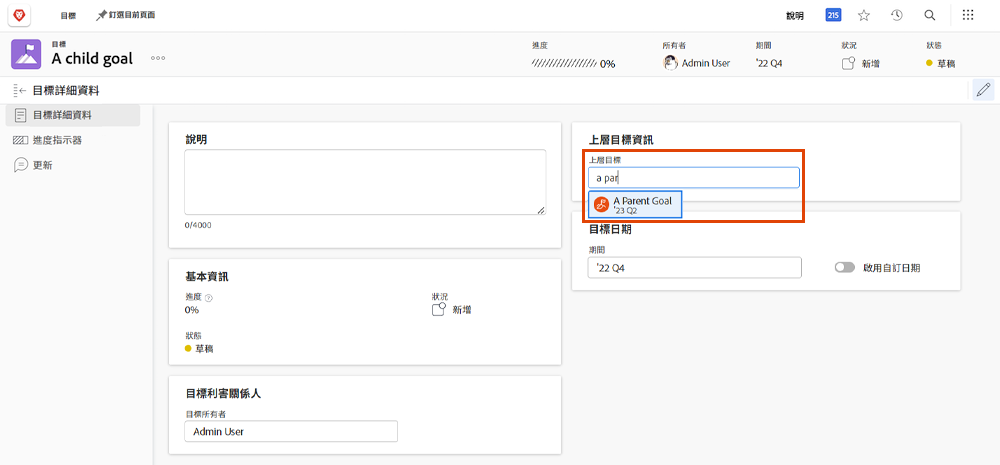 目標
釘選目前頁面
說明
215
目標
A child goal
進度
0%
所有者
Admin User
期間
'22 Q4
狀況
新增
狀態
草稿
目標詳細資料
目標詳細資料
進度指示器
更新
說明
0/4000
基本資訊
進度
0%
狀況
新增
狀態
草稿
目標利害關係人
目標所有者
Admin User
上層目標資訊
上層目標
a par
A Parent Goal
'23 Q2
目標日期
期間
'22 Q4
啟用自訂日期